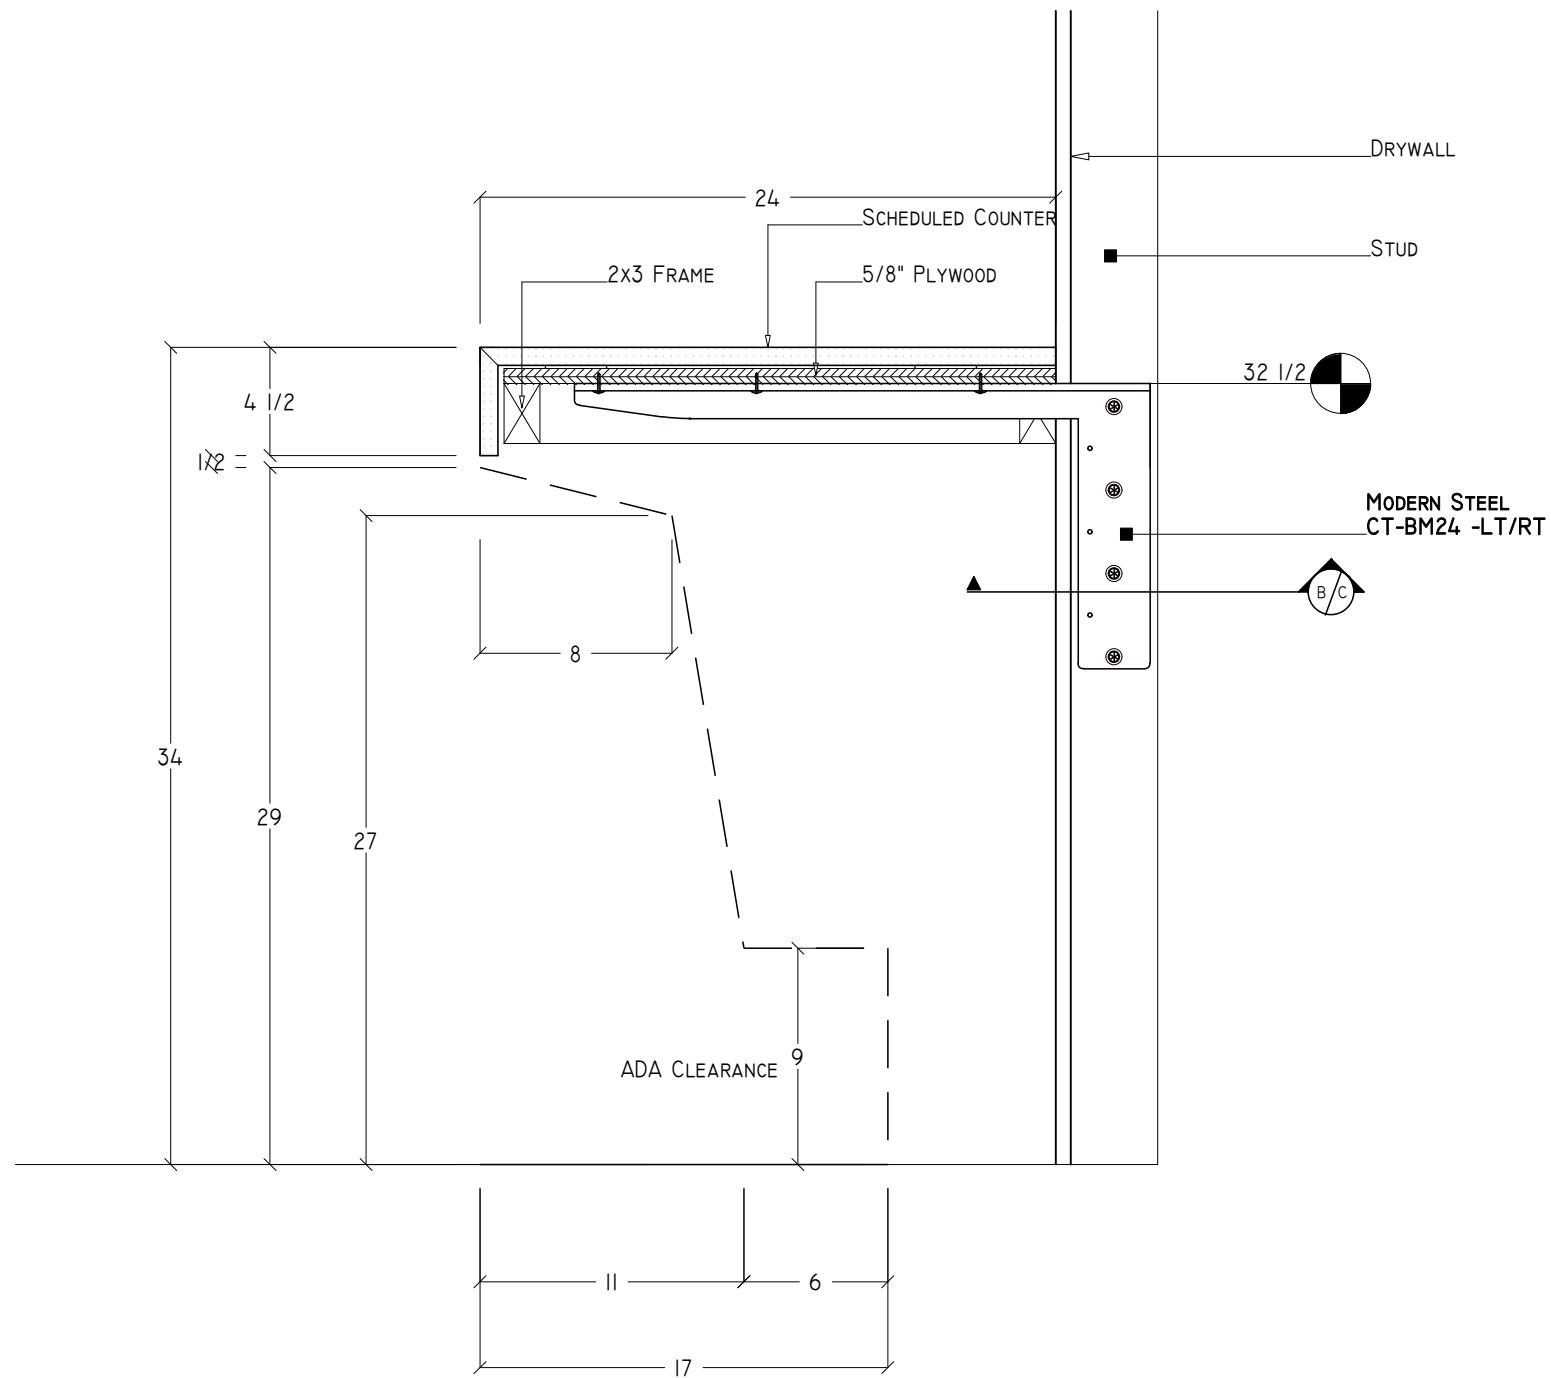 DRYWALL
24
SCHEDULED COUNTER
STUD
2X3 FRAME
5/8" PLYWOOD
32 1/2
4 1/2
1/2
MODERN STEEL
CT-BM24 -LT/RT
B/C
8
34
29
27
9
ADA CLEARANCE
11
6
17